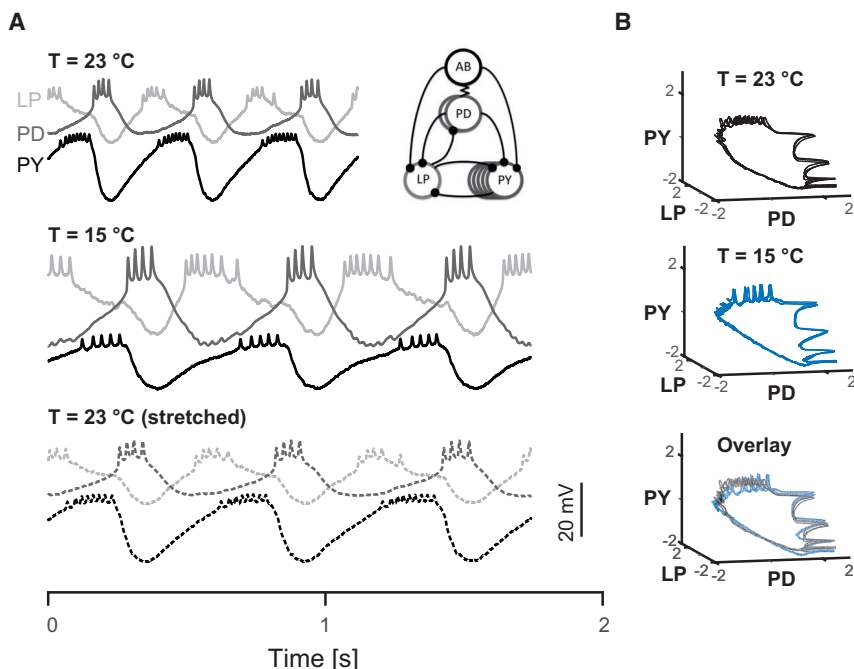 A
T = 23 °C
LP
PD
PY
AB
PD
LP
PY
T = 15 °C
T = 23 °C (stretched)
20 mV
0
1
2
Time [s]
B
T = 23 °C
2
PY
-2
2
LP
-2
-2
PD
2
T = 15 °C
2
PY
-2
2
LP
-2
-2
PD
2
Overlay
2
PY
-2
2
LP
-2
-2
PD
2